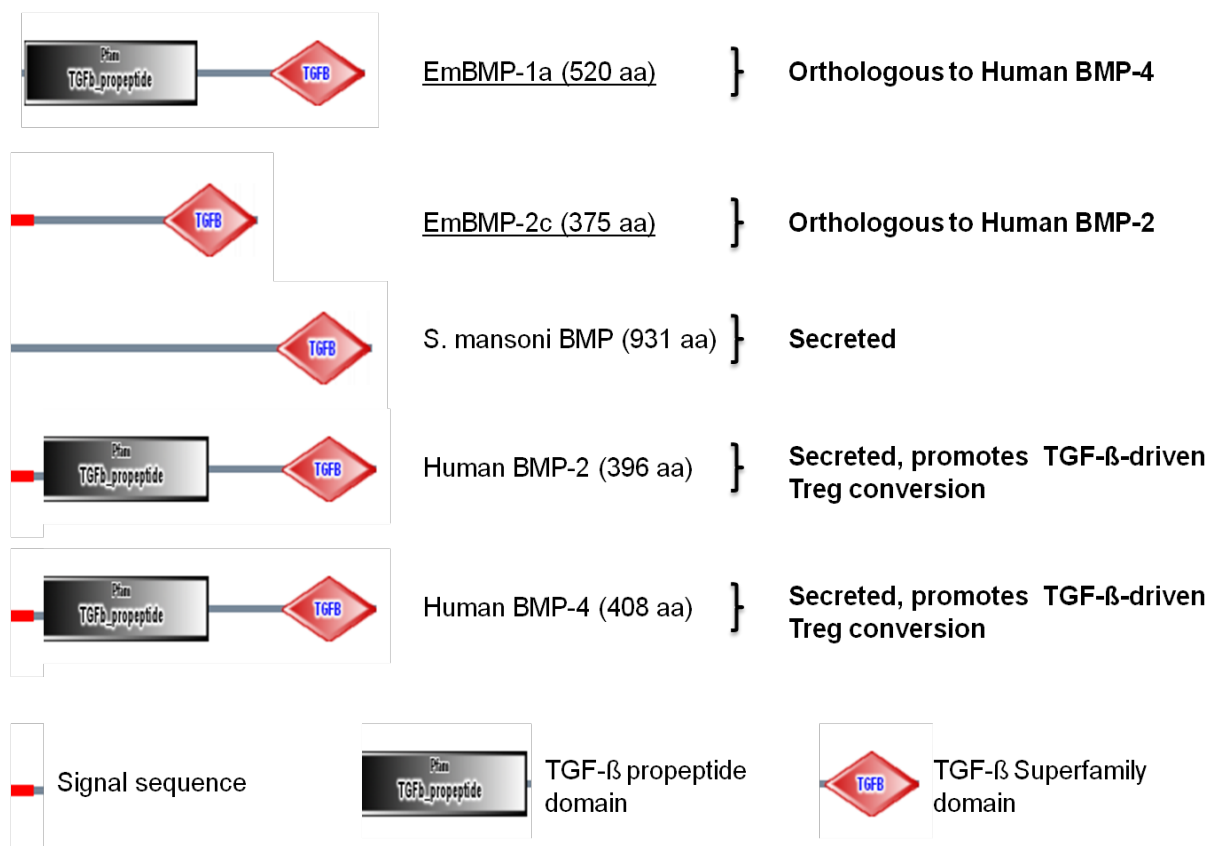 Pfam
TGFb_propeptide
TGFB
EmBMP-1a (520 aa)
Orthologous to Human BMP-4
TGFB
EmBMP-2c (375 aa)
Orthologous to Human BMP-2
TGFB
S. mansoni BMP (931 aa)
Secreted
Pfam
TGFb_propeptide
TGFB
Human BMP-2 (396 aa)
Secreted, promotes TGF-ß-driven
Treg conversion
Pfam
TGFb_propeptide
TGFB
Human BMP-4 (408 aa)
Secreted, promotes TGF-ß-driven
Treg conversion
Signal sequence
Pfam
TGFb_propeptide
TGF-ß propeptide
domain
TGFB
TGF-ß Superfamily
domain